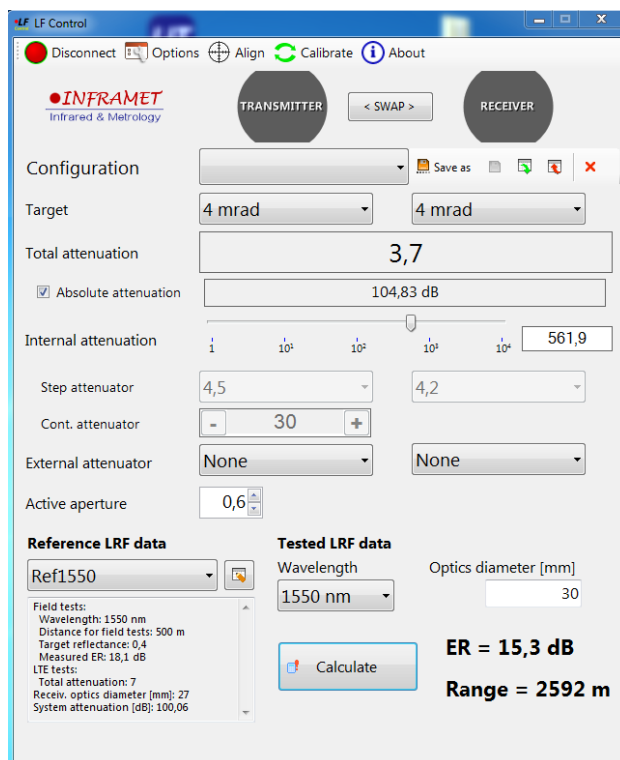 LF LF Control
Disconnect Options Align Calibrate About
INFRAMET
Infrared & Metrology
TRANSMITTER < SWAP > RECEIVER
Configuration Save as
Target 4 mrad 4 mrad
Total attenuation 3,7
Absolute attenuation 104,83 dB
Internal attenuation 1 10¹ 10² 10³ 10⁴ 561,9
Step attenuator 4,5 4,2
Cont. attenuator - 30 +
External attenuator None None
Active aperture 0,6
Reference LRF data Tested LRF data
Wavelength Optics diameter [mm]
Ref1550 1550 nm 30
Field tests:
Wavelength: 1550 nm
Distance for field tests: 500 m
Target reflectance: 0,4
Measured ER: 18,1 dB
LTE tests:
Total attenuation: 7
Receiv. optics diameter [mm]: 27
System attenuation [dB]: 100,06
Calculate
ER = 15,3 dB
Range = 2592 m